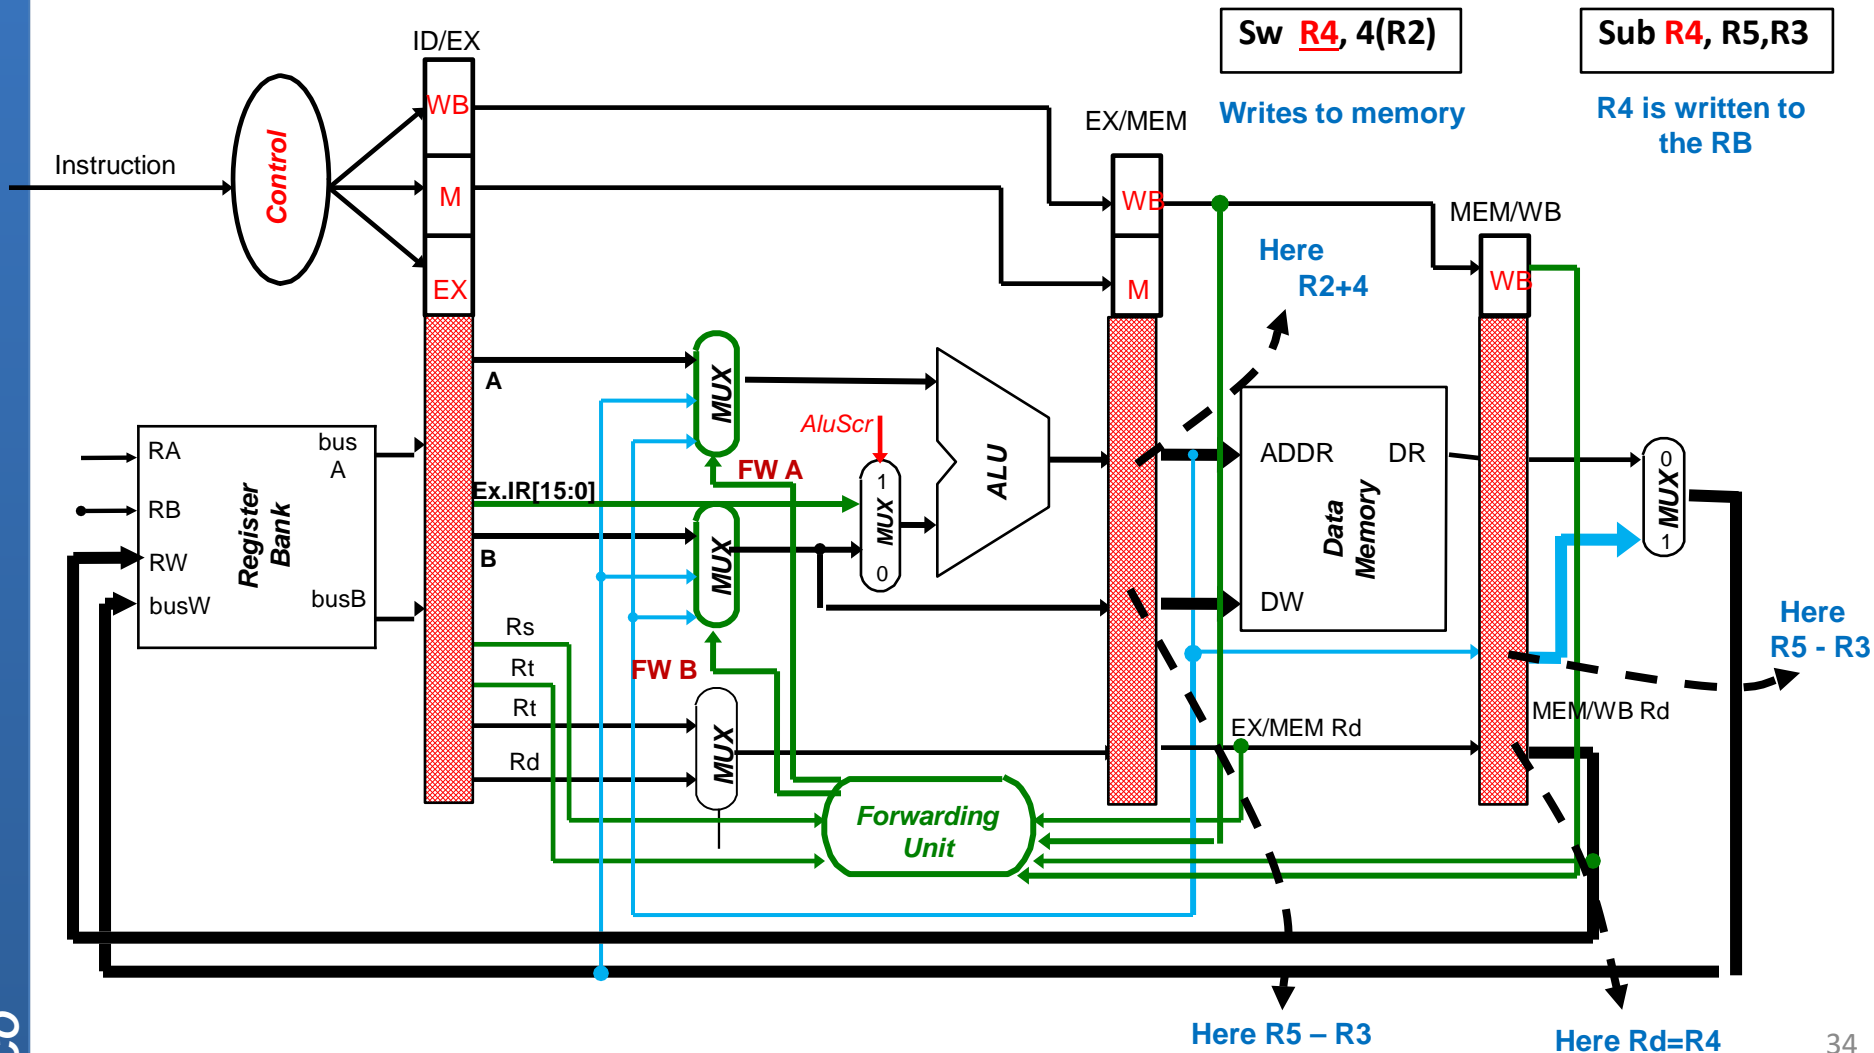 Sw R4, 4(R2)
Sub R4, R5,R3
ID/EX
Writes to memory
R4 is written to
the RB
EX/MEM
WB
Control
Instruction
M
WB
MEM/WB
EX
M
Here
R2+4
WB
A
MUX
AluScr
RA
bus
A
FW A
ALU
ADDR
DR
0
MUX
1
Ex.IR[15:0]
1
MUX
0
RB
Register
Bank
B
MUX
Data
Memory
RW
busW
busB
DW
Here
R5 - R3
Rs
Rt
FW B
Rt
Rd
MUX
EX/MEM Rd
MEM/WB Rd
Forwarding
Unit
Here R5 – R3
Here Rd=R4
34